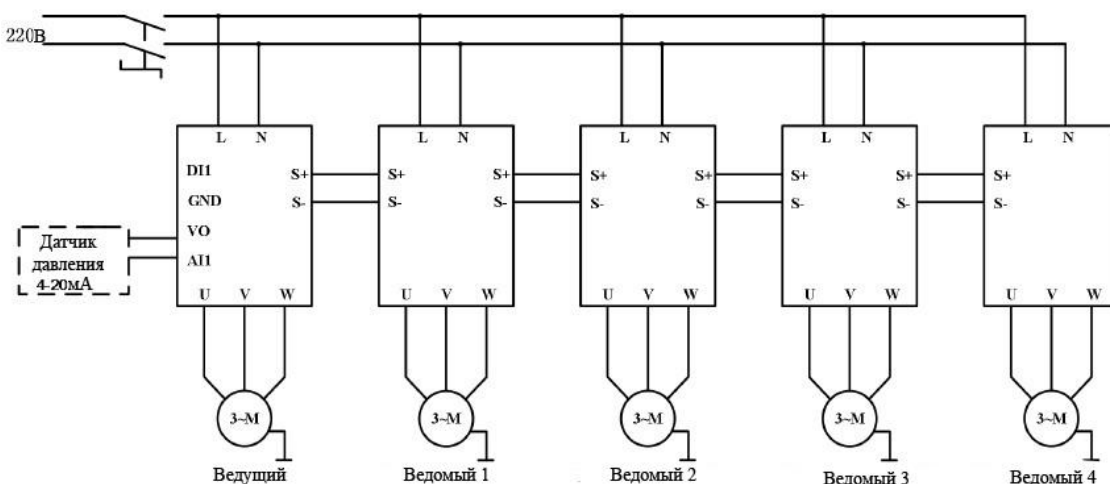 220В
L N L N L N L N L N
DI1 S+ S+ S+ S+ S+ S+ S+ S+
GND S- S- S- S- S- S- S- S-
VO
Датчик
давления
4-20мА
AI1
U V W U V W U V W U V W U V W
3~M 3~M 3~M 3~M 3~M
Ведущий Ведомый 1 Ведомый 2 Ведомый 3 Ведомый 4